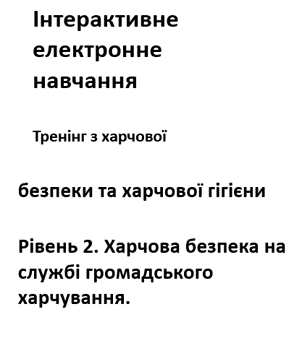 Інтерактивне
електронне
навчання
Тренінг з харчової
безпеки та харчової гігієни
Рівень 2. Харчова безпека на
службі громадського
харчування.